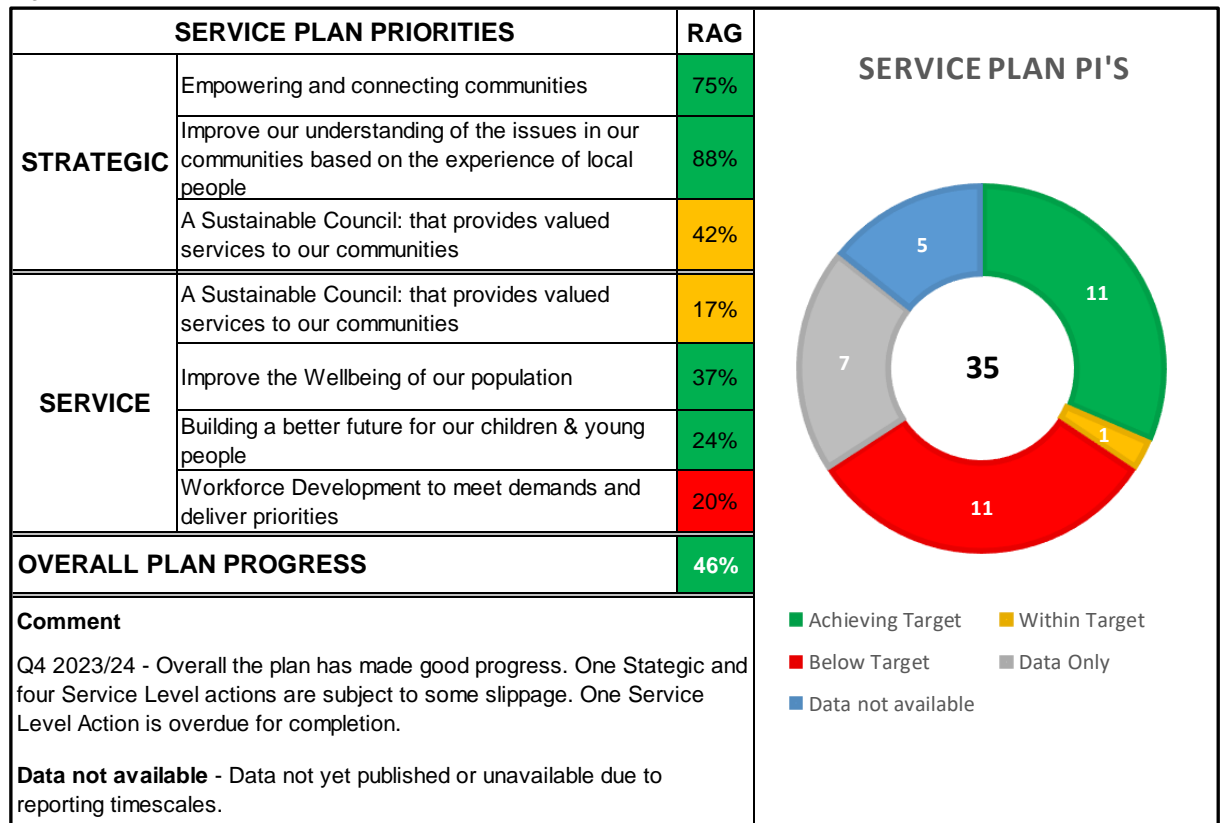 SERVICE PLAN PRIORITIES
RAG
STRATEGIC
Empowering and connecting communities
75%
Improve our understanding of the issues in our
communities based on the experience of local
people
88%
A Sustainable Council: that provides valued
services to our communities
42%
SERVICE
A Sustainable Council: that provides valued
services to our communities
17%
Improve the Wellbeing of our population
37%
Building a better future for our children & young
people
24%
Workforce Development to meet demands and
deliver priorities
20%
OVERALL PLAN PROGRESS
46%
Comment
Q4 2023/24 - Overall the plan has made good progress. One Stategic and
four Service Level actions are subject to some slippage. One Service
Level Action is overdue for completion.
Data not available - Data not yet published or unavailable due to
reporting timescales.
SERVICE PLAN PI'S
5
11
7
35
1
11
Achieving Target
Within Target
Below Target
Data Only
Data not available